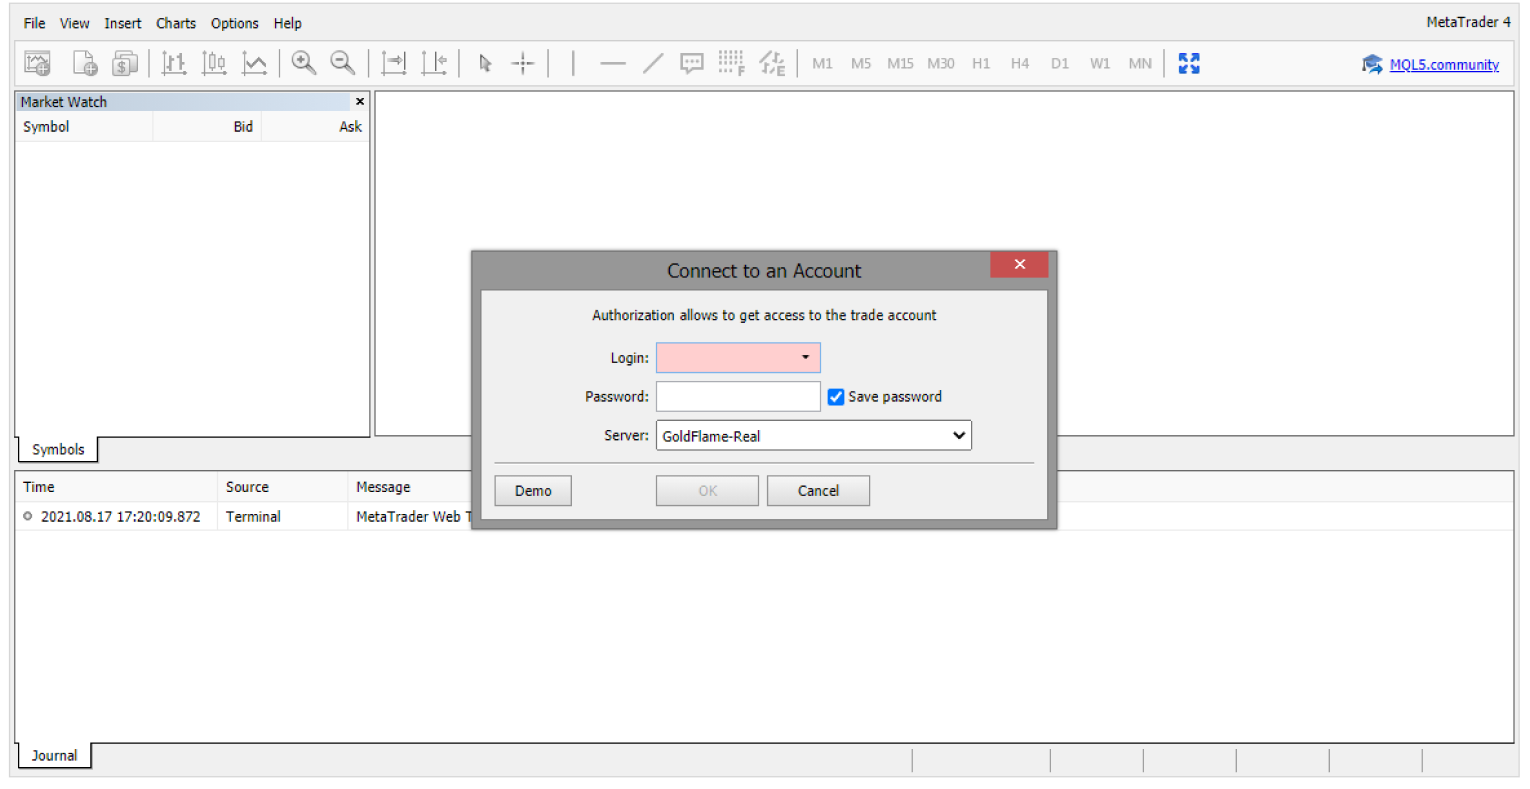 File View Insert Charts Options Help
MetaTrader 4
M1 M5 M15 M30 H1 H4 D1 W1 MN
MQL5.community
Market Watch
Symbol Bid Ask
Symbols
Connect to an Account
Authorization allows to get access to the trade account
Login:
Password: Save password
Server: GoldFlame-Real
Demo OK Cancel
Time Source Message
2021.08.17 17:20:09.872 Terminal MetaTrader Web T
Journal